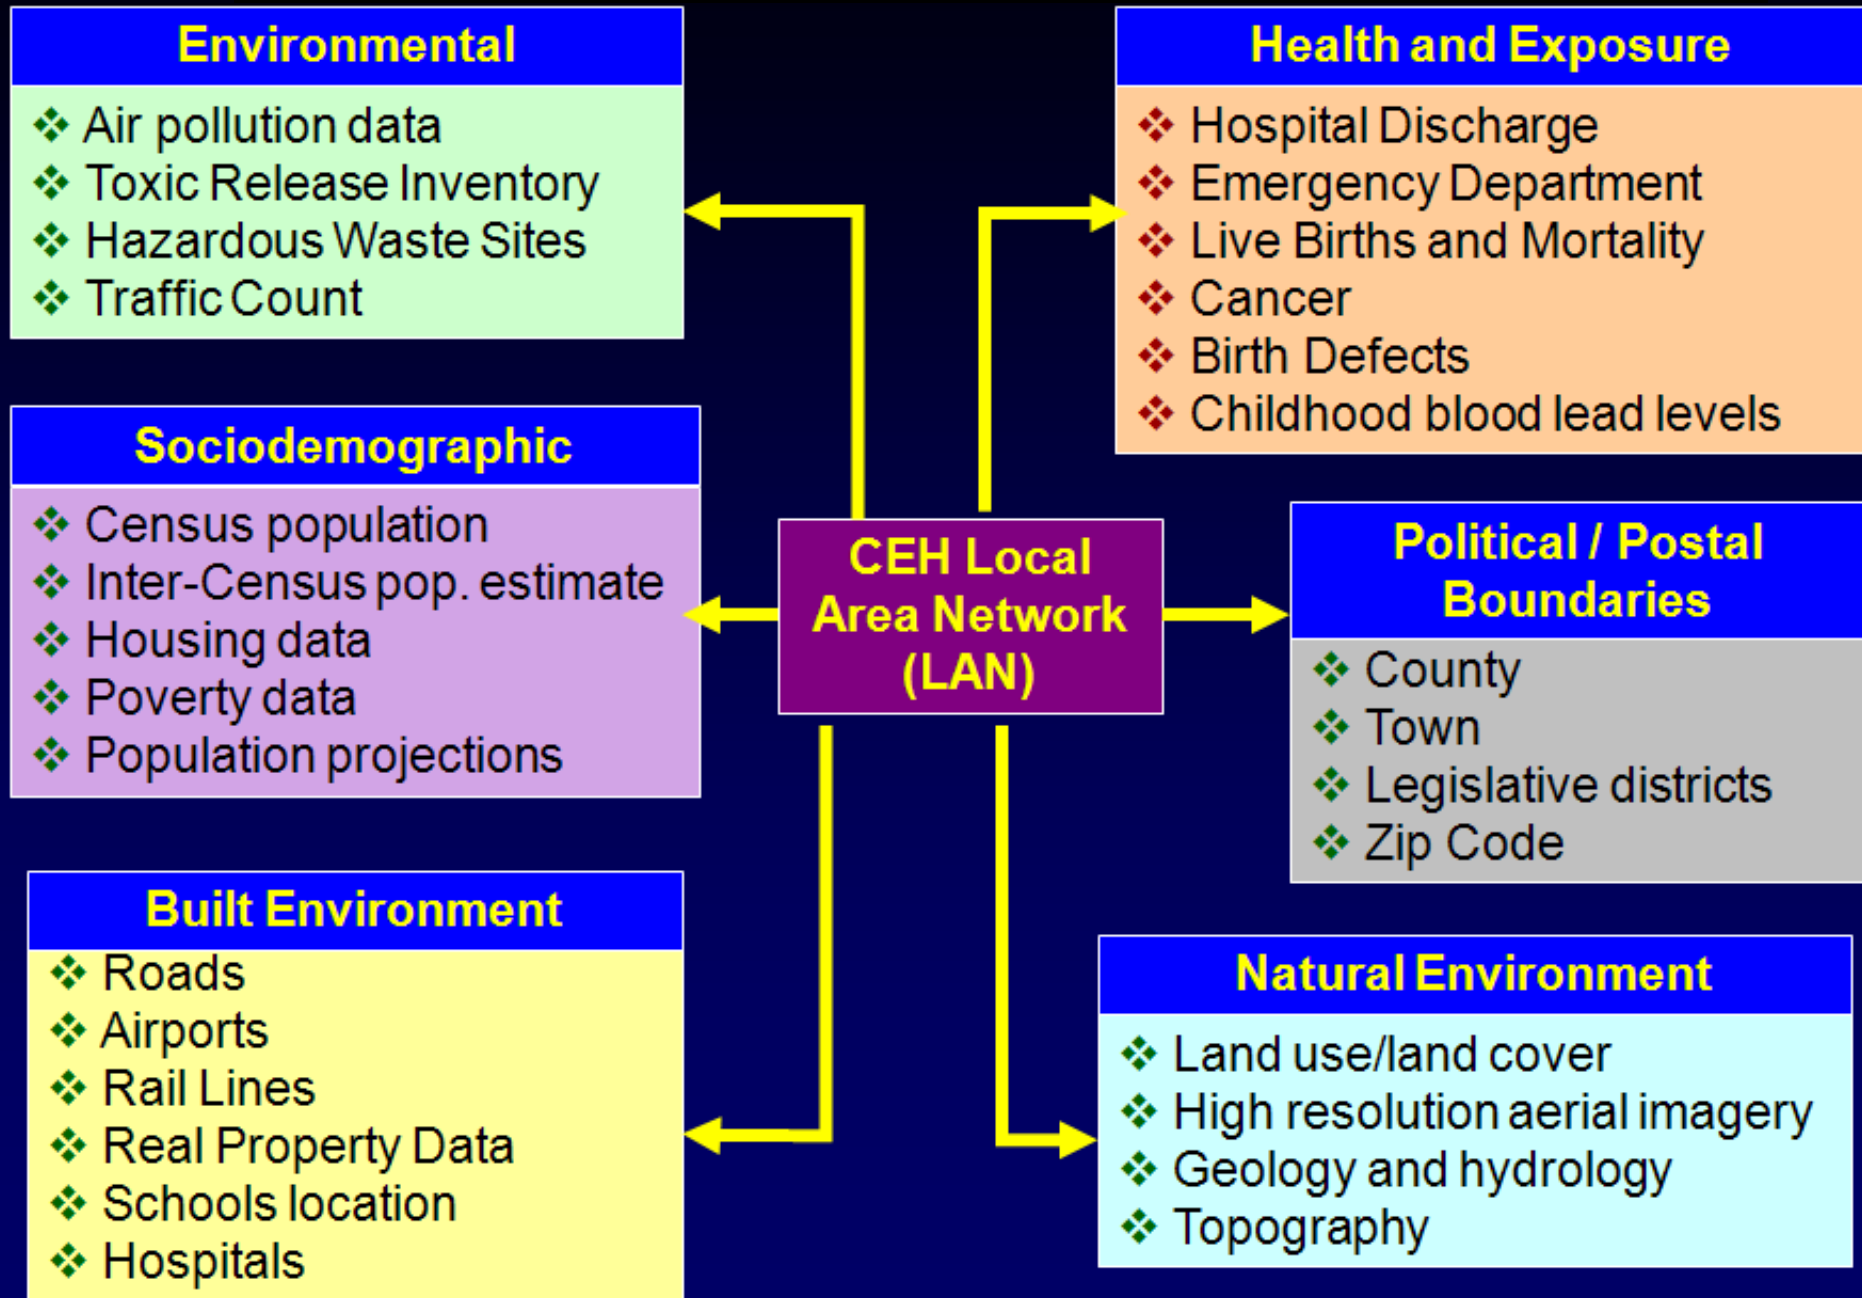 Environmental
Air pollution data
Toxic Release Inventory
Hazardous Waste Sites
Traffic Count
Health and Exposure
Hospital Discharge
Emergency Department
Live Births and Mortality
Cancer
Birth Defects
Childhood blood lead levels
Sociodemographic
Census population
Inter-Census pop. estimate
Housing data
Poverty data
Population projections
CEH Local
Area Network
(LAN)
Political / Postal
Boundaries
County
Town
Legislative districts
Zip Code
Built Environment
Roads
Airports
Rail Lines
Real Property Data
Schools location
Hospitals
Natural Environment
Land use/land cover
High resolution aerial imagery
Geology and hydrology
Topography